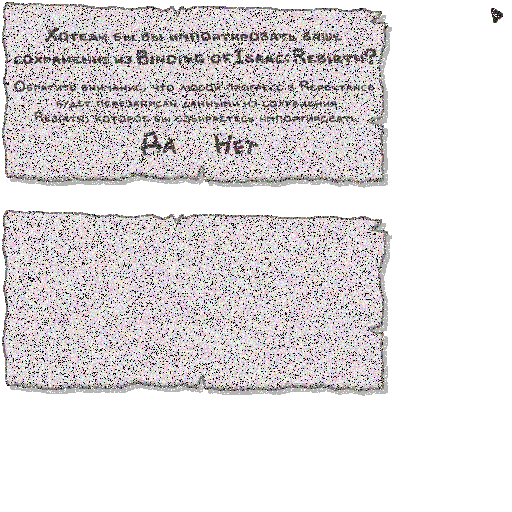 Хотели бы вы импортировать ваше
сохранение из Binding of Isaac: Rebirth?
Обратите внимание, что любой прогресс в Repentance
будет перезаписан данными из сохранения
Rebirth, которое вы собираетесь импортировать.
Да Нет